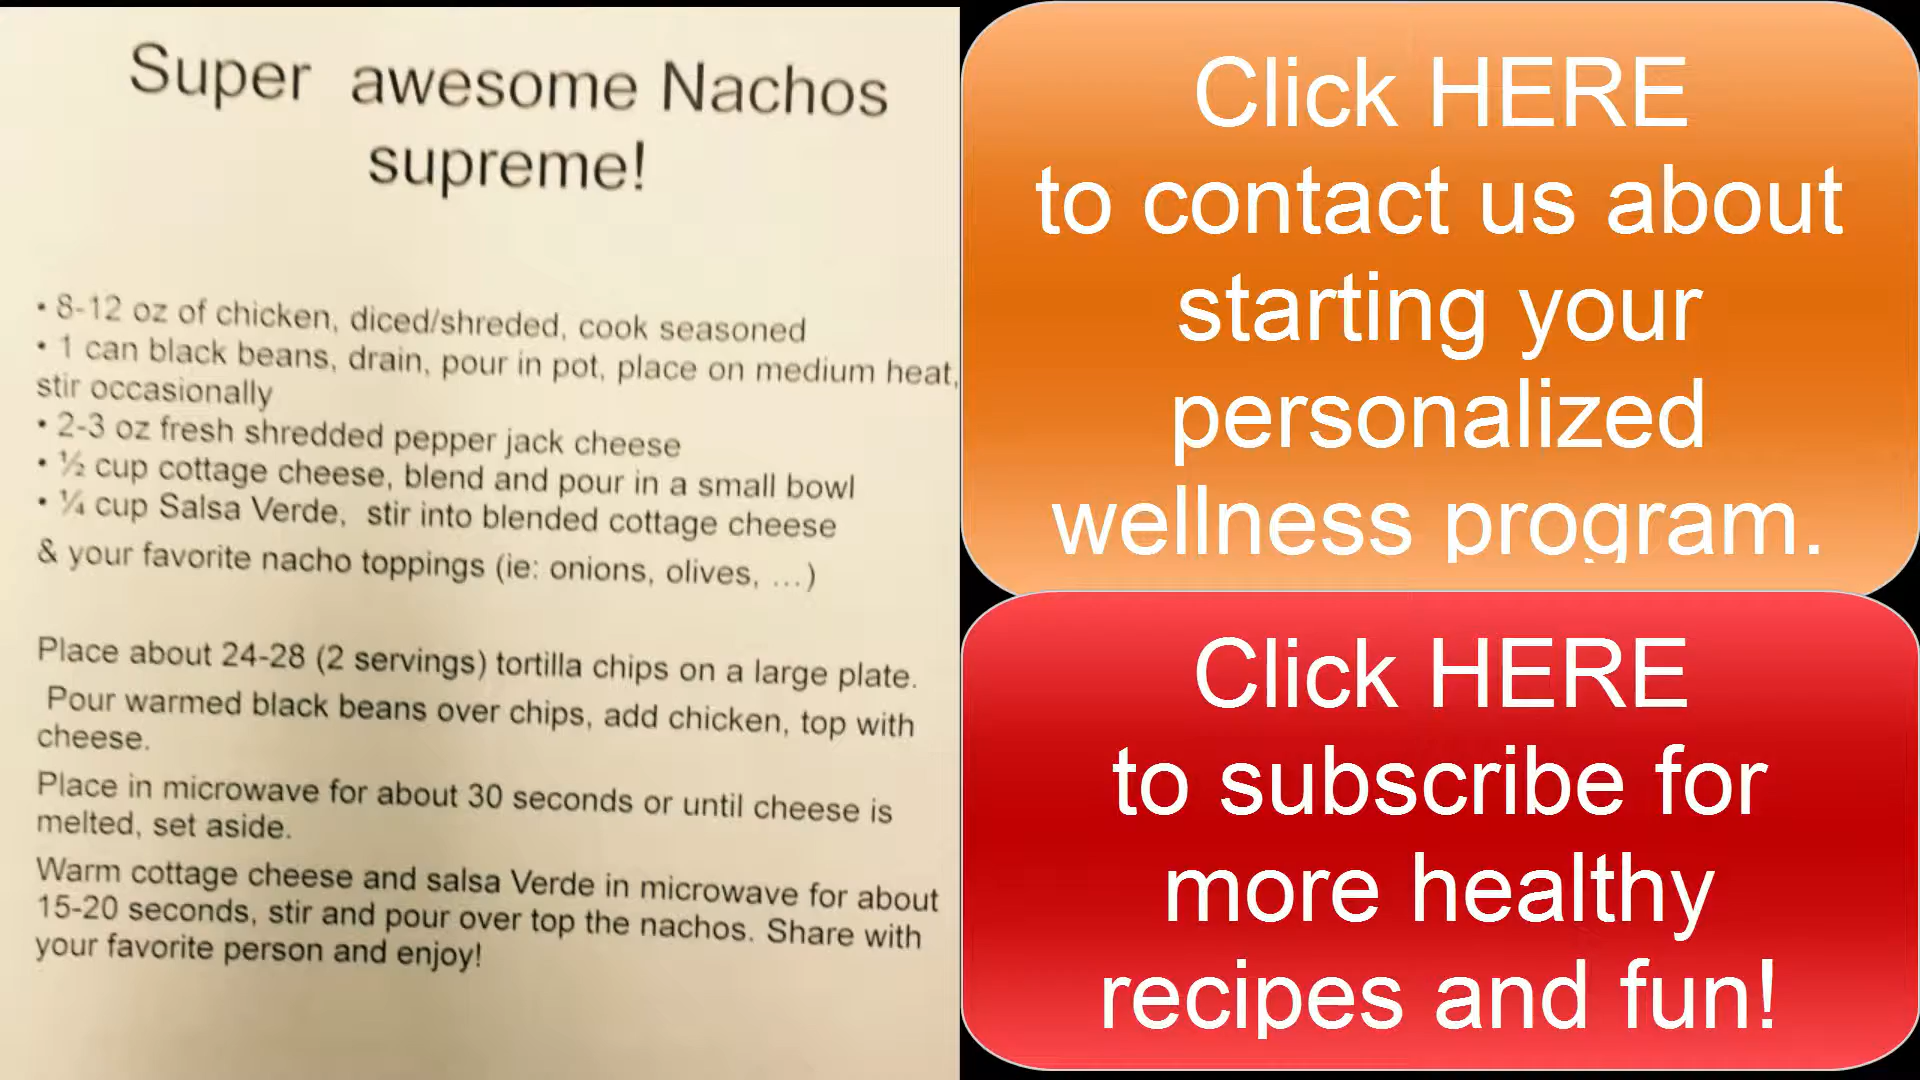 Super awesome Nachos
supreme!
• 8-12 oz of chicken, diced/shreded, cook seasoned
• 1 can black beans, drain, pour in pot, place on medium heat,
stir occasionally
• 2-3 oz fresh shredded pepper jack cheese
• ½ cup cottage cheese, blend and pour in a small bowl
• ¼ cup Salsa Verde, stir into blended cottage cheese
& your favorite nacho toppings (ie: onions, olives, ...)
Place about 24-28 (2 servings) tortilla chips on a large plate.
Pour warmed black beans over chips, add chicken, top with
cheese.
Place in microwave for about 30 seconds or until cheese is
melted, set aside.
Warm cottage cheese and salsa Verde in microwave for about
15-20 seconds, stir and pour over top the nachos. Share with
your favorite person and enjoy!
Click HERE
to contact us about
starting your
personalized
wellness program.
Click HERE
to subscribe for
more healthy
recipes and fun!